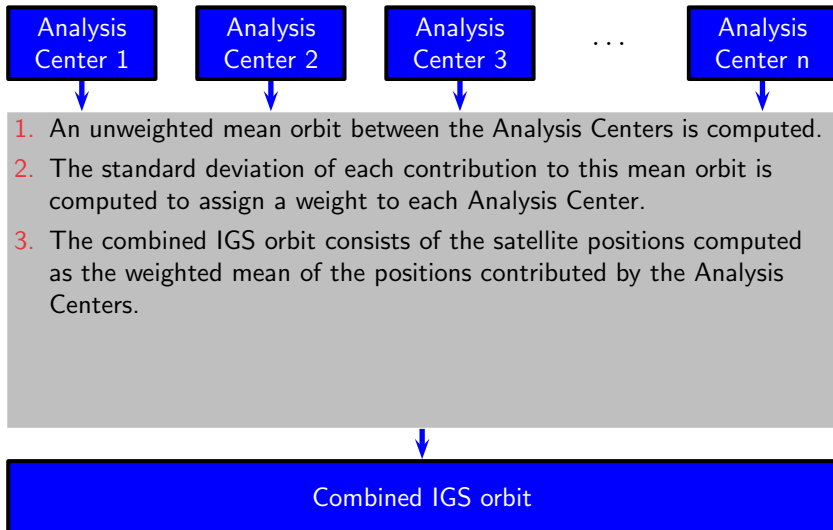 Analysis
Center 1
Analysis
Center 2
Analysis
Center 3
. . .
Analysis
Center n
1. An unweighted mean orbit between the Analysis Centers is computed.
2. The standard deviation of each contribution to this mean orbit is
computed to assign a weight to each Analysis Center.
3. The combined IGS orbit consists of the satellite positions computed
as the weighted mean of the positions contributed by the Analysis
Centers.
Combined IGS orbit